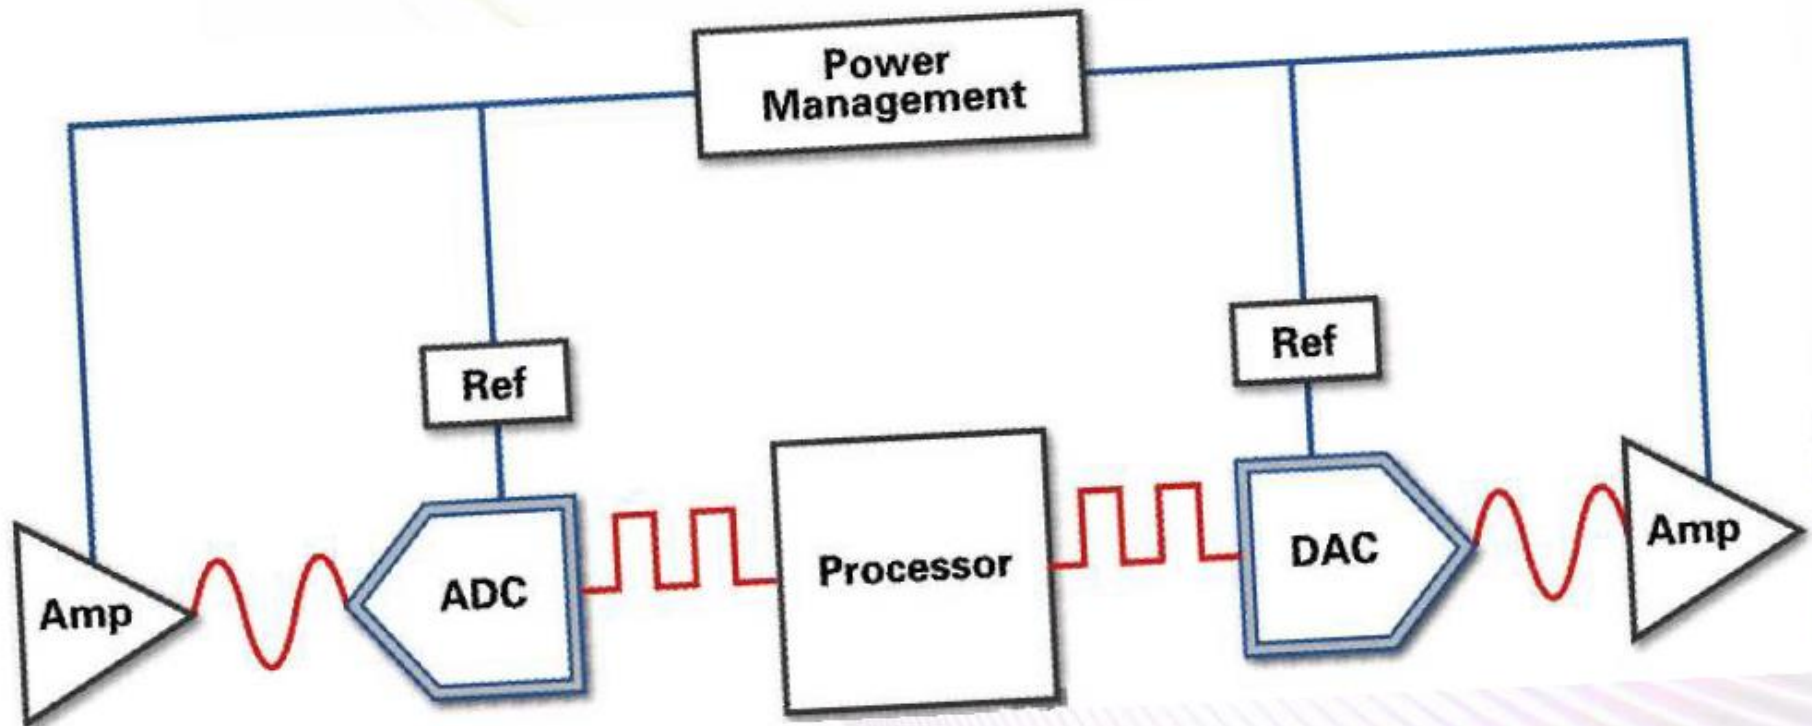 Power
Management
Ref
Ref
Amp
ADC
Processor
DAC
Amp